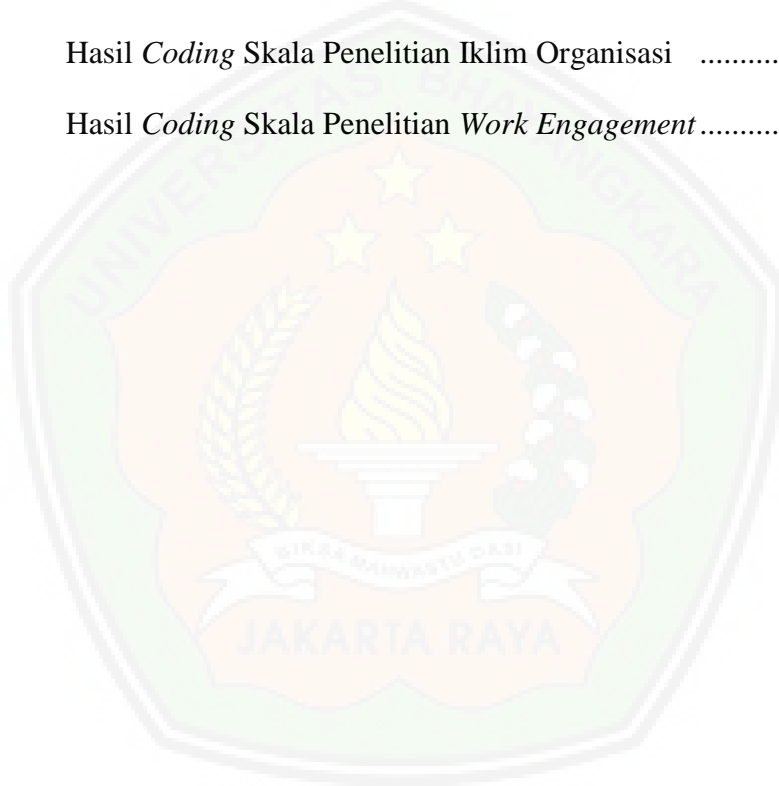 Hasil Coding Skala Penelitian Iklim Organisasi ..........
Hasil Coding Skala Penelitian Work Engagement ..........
UNIVERSITAS BHAYANGKARA
JAKARTA RAYA